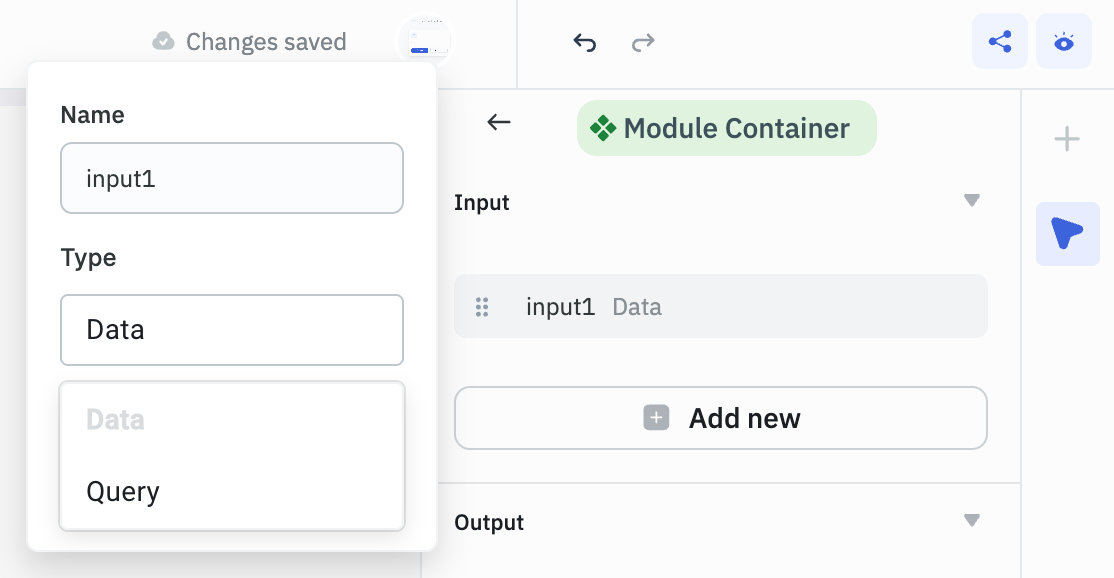 Changes saved
Name
input1
Type
Data
Data
Query
Module Container
Input
input1 Data
Add new
Output